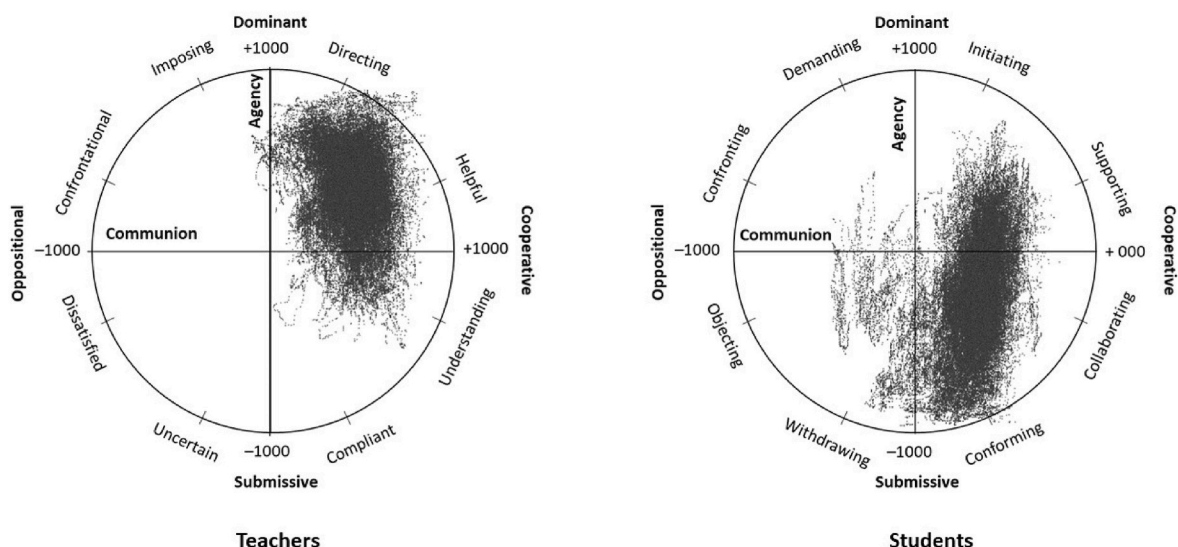 Dominant
+1000
Imposing
Directing
Agency
Confrontational
Helpful
Oppositional
−1000
Communion
+1000
Cooperative
Dissatisfied
Understanding
Uncertain
Compliant
−1000
Submissive
Teachers
Dominant
+1000
Demanding
Initiating
Agency
Confronting
Supporting
Oppositional
−1000
Communion
+ 000
Cooperative
Objecting
Collaborating
Withdrawing
Conforming
−1000
Submissive
Students